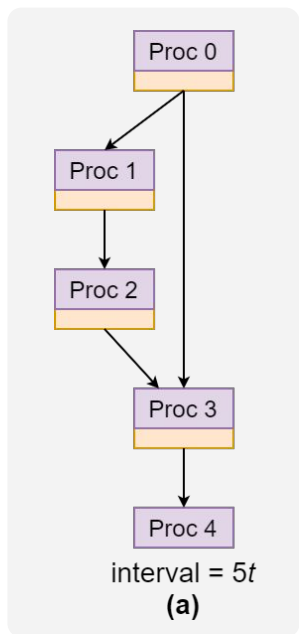 Proc 0
Proc 1
Proc 2
Proc 3
Proc 4
interval = 5t
(a)